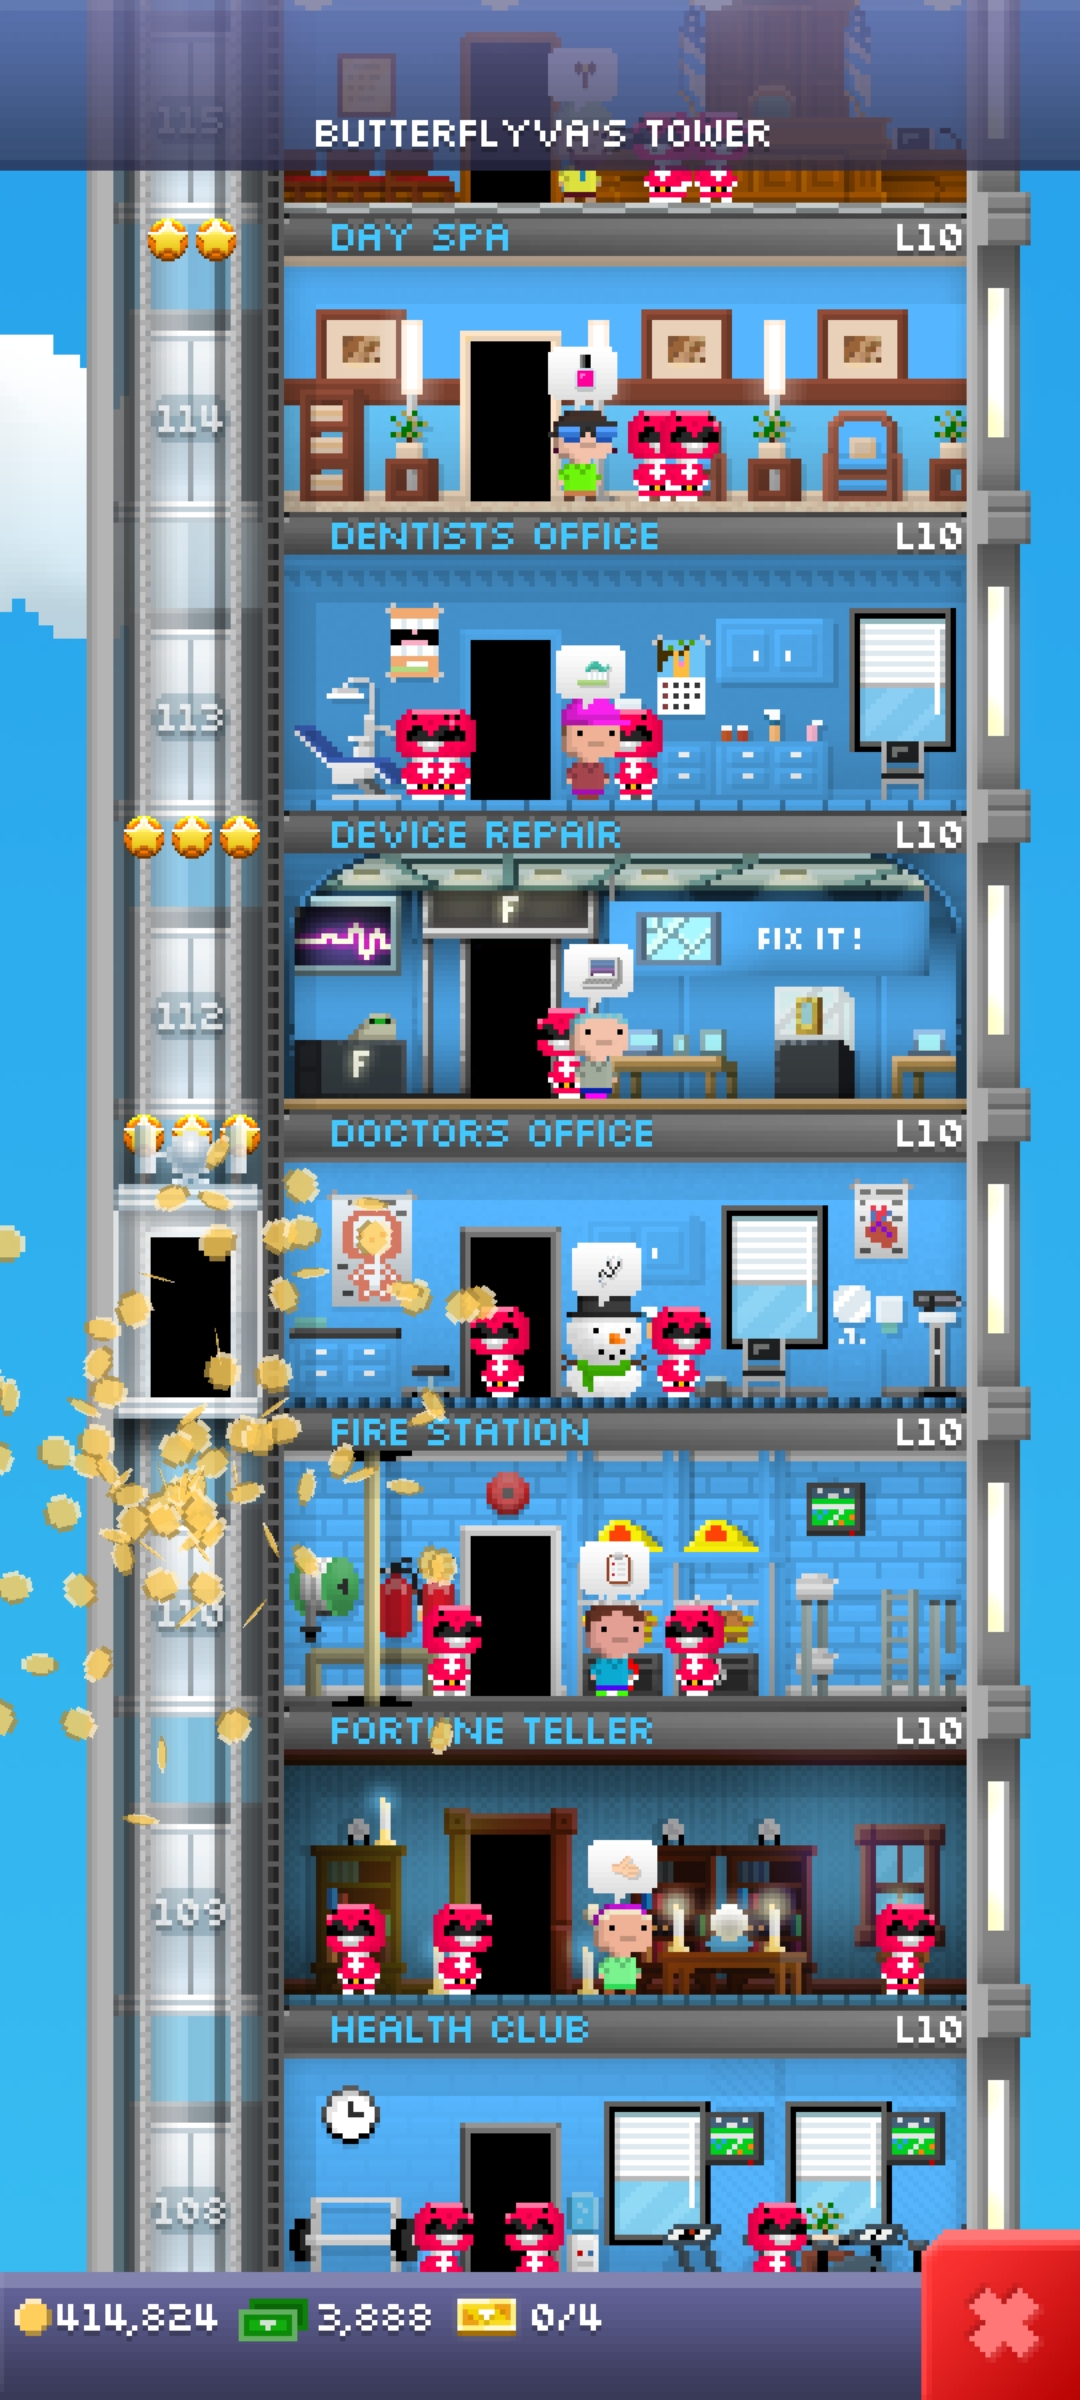 115
BUTTERFLYVA'S TOWER
DAY SPA L10
114
DENTISTS OFFICE L10
113
DEVICE REPAIR L10
F
FIX IT!
F
112
DOCTORS OFFICE L10
FIRE STATION L10
110
FORTUNE TELLER L10
109
HEALTH CLUB L10
108
414,824 3,888 0/4